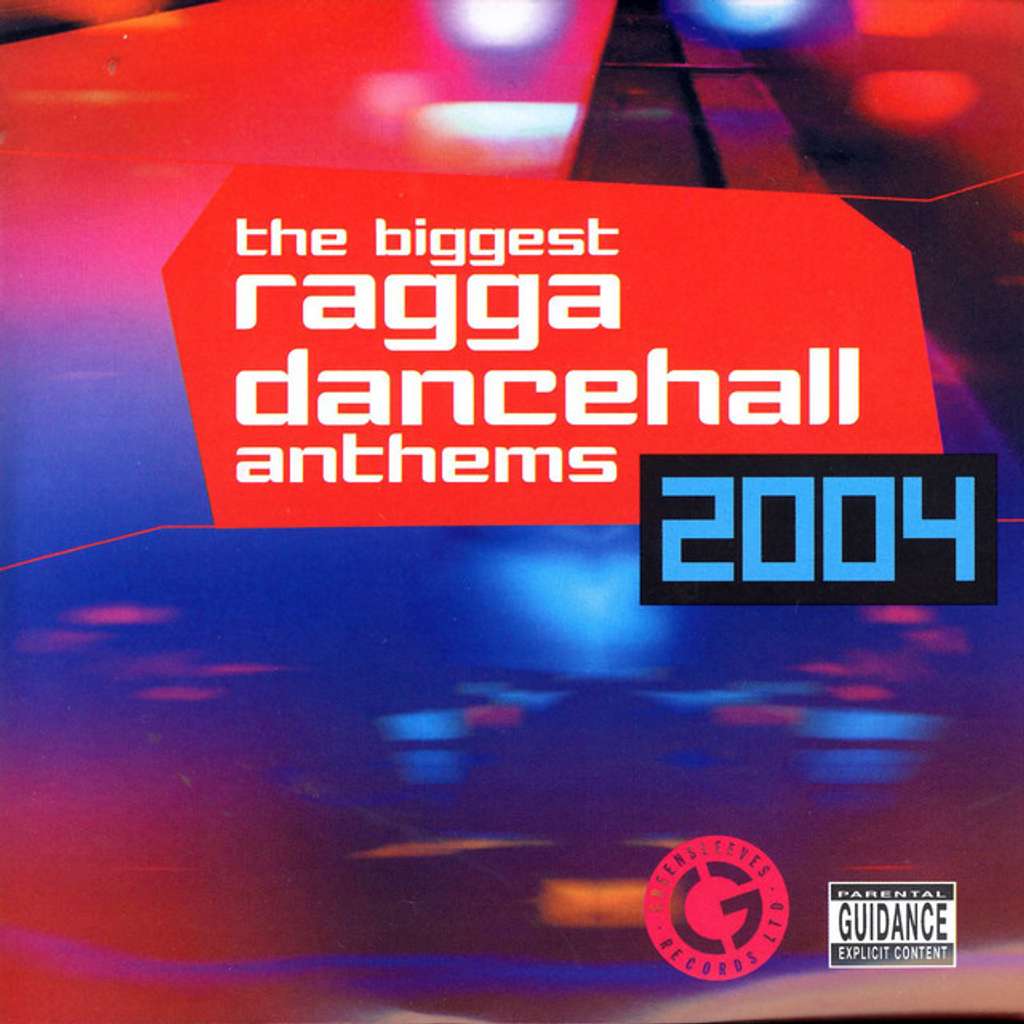 the biggest
ragga
dancehall
anthems
2004
GREENSLEEVES
RECORDS LTD
PARENTAL
GUIDANCE
EXPLICIT CONTENT